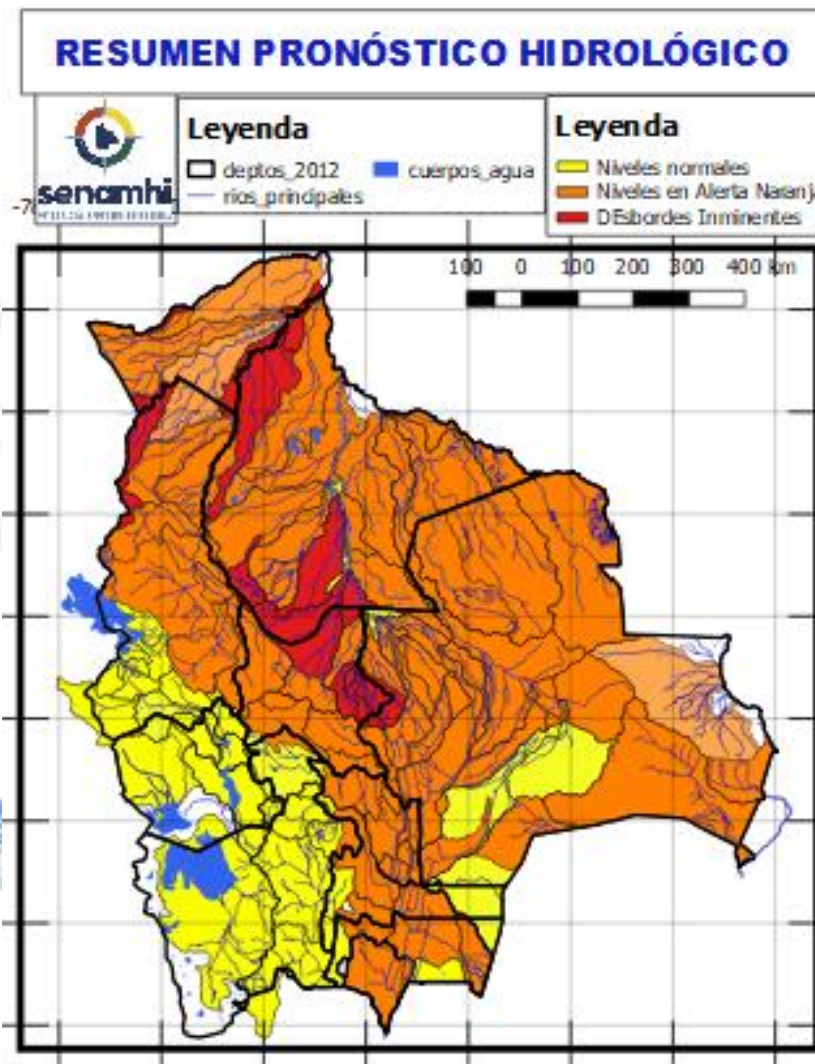 RESUMEN PRONÓSTICO HIDROLÓGICO
senamhi
Leyenda
deptos_2012 cuerpos_agua
rios_principales
Leyenda
Niveles normales
Niveles en Alerta Naranja
DEsbordes Inminentes
100 0 100 200 300 400 km